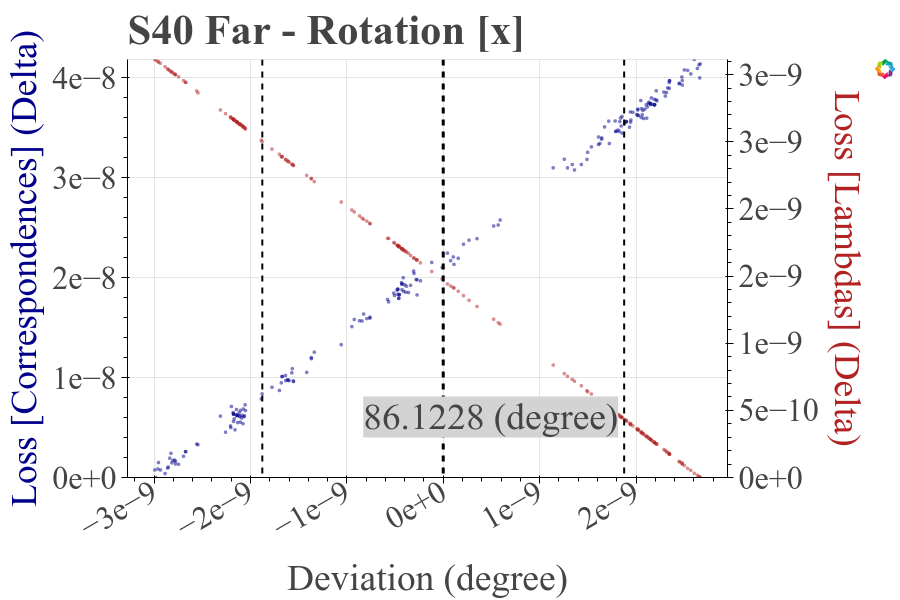 S40 Far - Rotation [x]
Loss [Correspondences] (Delta)
4e−8
3e−8
2e−8
1e−8
0e+0
3e−9
3e−9
2e−9
2e−9
1e−9
5e−10
0e+0
Loss [Lambdas] (Delta)
86.1228 (degree)
−3e−9
−2e−9
−1e−9
0e+0
1e−9
2e−9
Deviation (degree)